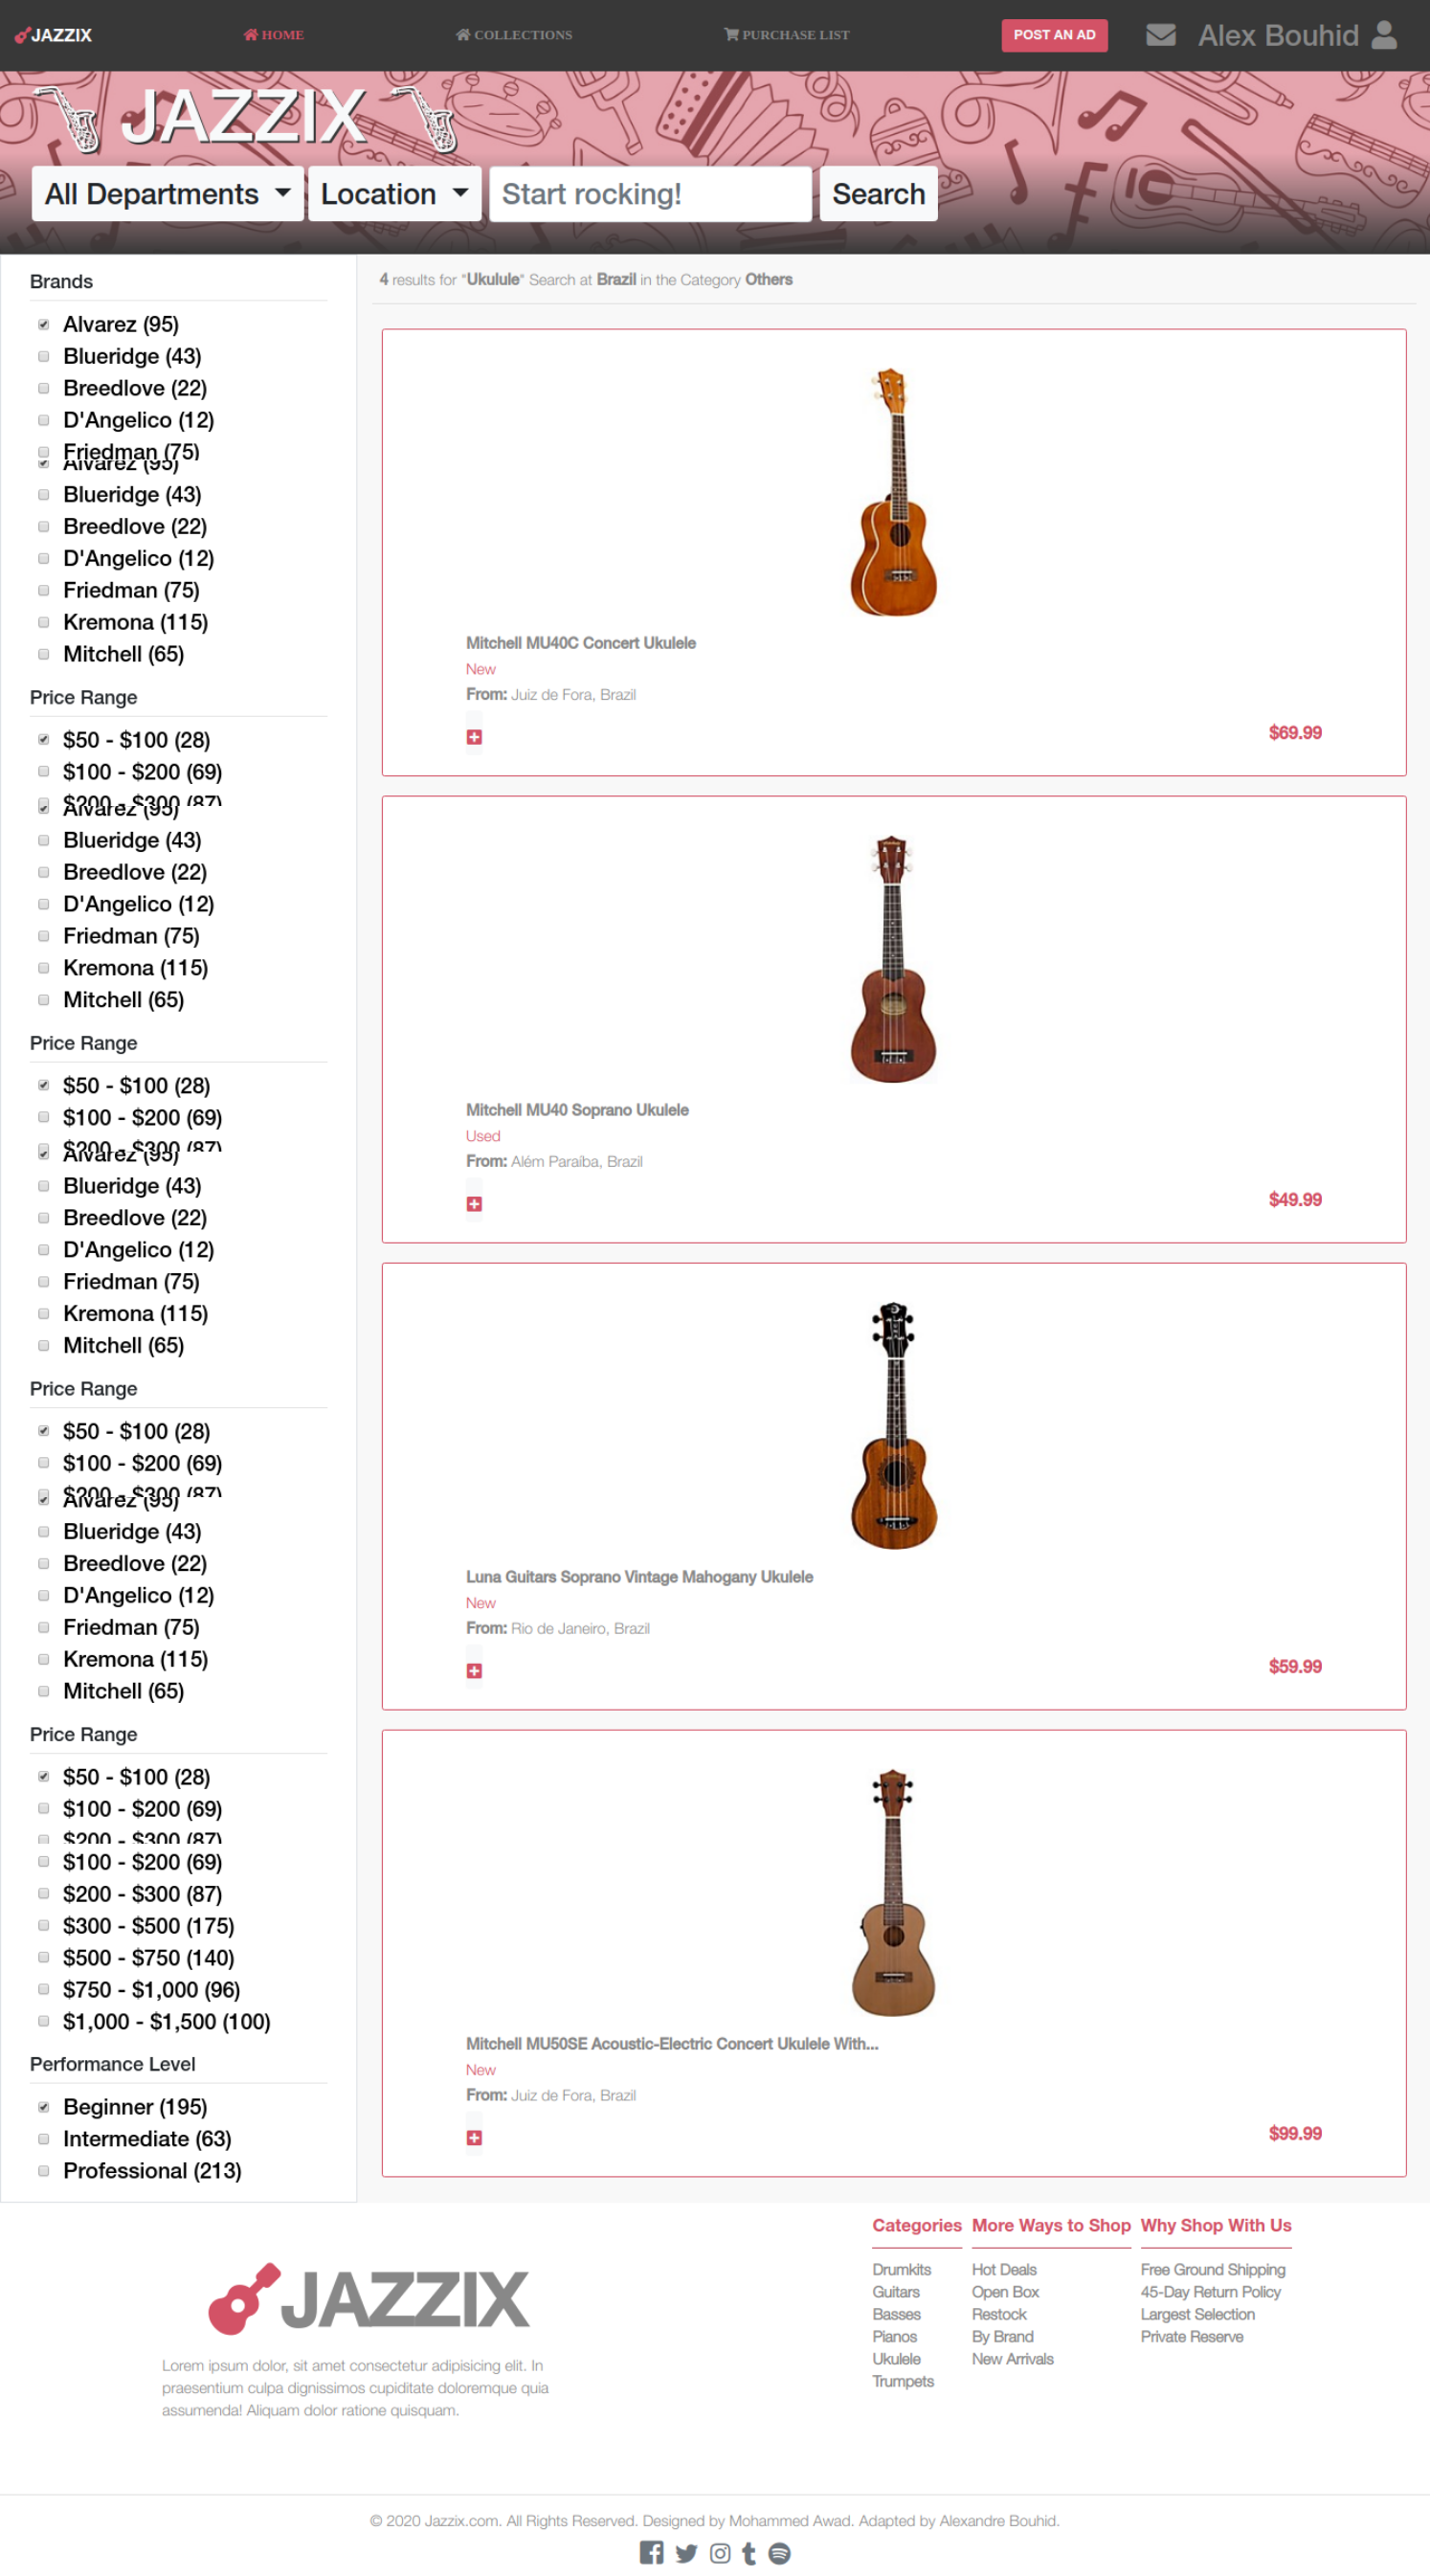 JAZZIX
HOME
COLLECTIONS
PURCHASE LIST
POST AN AD
Alex Bouhid
JAZZIX
All Departments
Location
Start rocking!
Search
Brands
Alvarez (95)
Blueridge (43)
Breedlove (22)
D'Angelico (12)
Friedman (75)
Alvarez (95)
Blueridge (43)
Breedlove (22)
D'Angelico (12)
Friedman (75)
Kremona (115)
Mitchell (65)
Price Range
$50 - $100 (28)
$100 - $200 (69)
$200 - $300 (87)
Alvarez (95)
Blueridge (43)
Breedlove (22)
D'Angelico (12)
Friedman (75)
Kremona (115)
Mitchell (65)
Price Range
$50 - $100 (28)
$100 - $200 (69)
$200 - $300 (87)
Alvarez (95)
Blueridge (43)
Breedlove (22)
D'Angelico (12)
Friedman (75)
Kremona (115)
Mitchell (65)
Price Range
$50 - $100 (28)
$100 - $200 (69)
$200 - $300 (87)
Alvarez (95)
Blueridge (43)
Breedlove (22)
D'Angelico (12)
Friedman (75)
Kremona (115)
Mitchell (65)
Price Range
$50 - $100 (28)
$100 - $200 (69)
$200 - $300 (87)
$100 - $200 (69)
$200 - $300 (87)
$300 - $500 (175)
$500 - $750 (140)
$750 - $1,000 (96)
$1,000 - $1,500 (100)
Performance Level
Beginner (195)
Intermediate (63)
Professional (213)
4 results for "Ukulule" Search at Brazil in the Category Others
Mitchell MU40C Concert Ukulele
New
From: Juiz de Fora, Brazil
$69.99
Mitchell MU40 Soprano Ukulele
Used
From: Além Paraíba, Brazil
$49.99
Luna Guitars Soprano Vintage Mahogany Ukulele
New
From: Rio de Janeiro, Brazil
$59.99
Mitchell MU50SE Acoustic-Electric Concert Ukulele With...
New
From: Juiz de Fora, Brazil
$99.99
JAZZIX
Lorem ipsum dolor, sit amet consectetur adipisicing elit. In
praesentium culpa dignissimos cupiditate doloremque quia
assumenda! Aliquam dolor ratione quisquam.
Categories
Drumkits
Guitars
Basses
Pianos
Ukulele
Trumpets
More Ways to Shop
Hot Deals
Open Box
Restock
By Brand
New Arrivals
Why Shop With Us
Free Ground Shipping
45-Day Return Policy
Largest Selection
Private Reserve
© 2020 Jazzix.com. All Rights Reserved. Designed by Mohammed Awad. Adapted by Alexandre Bouhid.